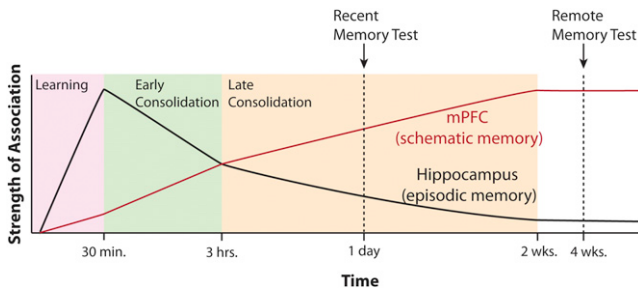 Recent
Memory Test
Remote
Memory Test
Learning
Early
Consolidation
Late
Consolidation
mPFC
(schematic memory)
Hippocampus
(episodic memory)
Strength of Association
30 min.
3 hrs.
1 day
2 wks.
4 wks.
Time